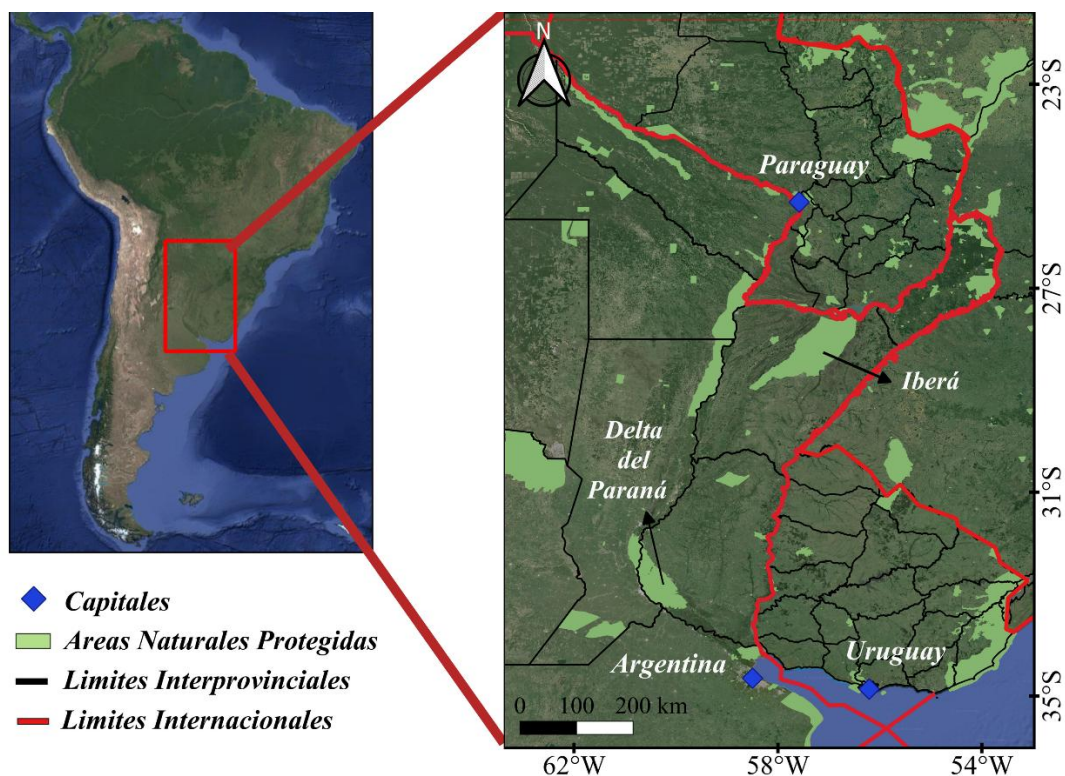 N
23°S
Paraguay
27°S
Iberá
Delta
del
Paraná
31°S
Capitales
Areas Naturales Protegidas
Argentina
Uruguay
Limites Interprovinciales
Limites Internacionales
0 100 200 km
35°S
62°W 58°W 54°W